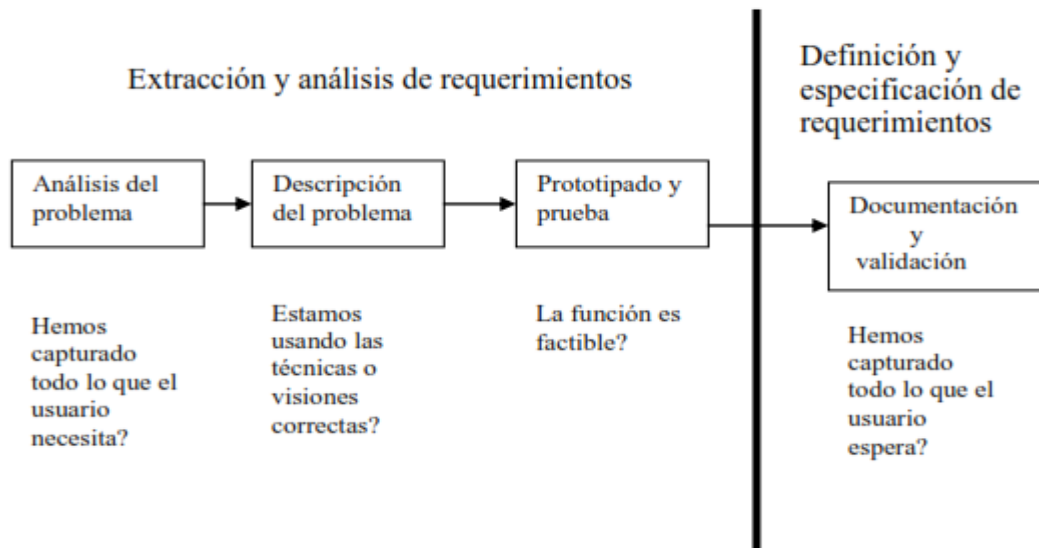 Extracción y análisis de requerimientos
Definición y
especificación de
requerimientos
Análisis del
problema
Descripción
del problema
Prototipado y
prueba
Documentación
y
validación
Hemos
capturado
todo lo que el
usuario
necesita?
Estamos
usando las
técnicas o
visiones
correctas?
La función es
factible?
Hemos
capturado
todo lo que el
usuario
espera?